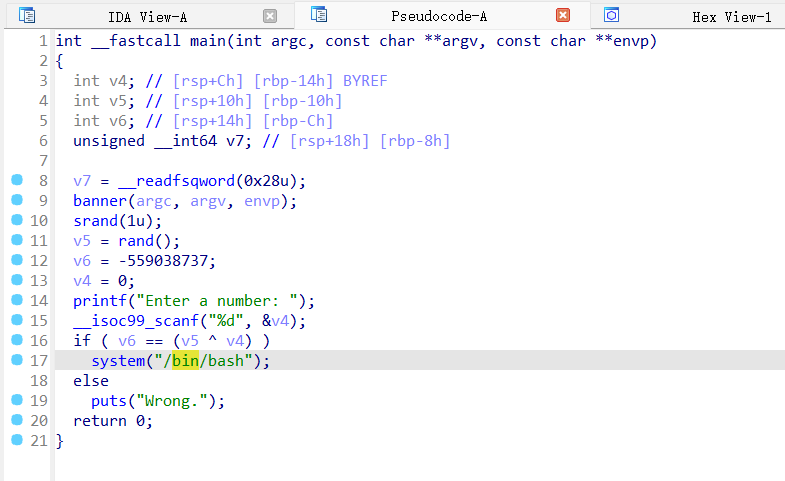 IDA View-A Pseudocode-A Hex View-1
1 int __fastcall main(int argc, const char **argv, const char **envp)
2 {
3   int v4; // [rsp+Ch] [rbp-14h] BYREF
4   int v5; // [rsp+10h] [rbp-10h]
5   int v6; // [rsp+14h] [rbp-Ch]
6   unsigned __int64 v7; // [rsp+18h] [rbp-8h]
7
8   v7 = __readfsqword(0x28u);
9   banner(argc, argv, envp);
10   srand(1u);
11   v5 = rand();
12   v6 = -559038737;
13   v4 = 0;
14   printf("Enter a number: ");
15   __isoc99_scanf("%d", &v4);
16   if ( v6 == (v5 ^ v4) )
17     system("/bin/bash");
18   else
19     puts("Wrong.");
20   return 0;
21 }